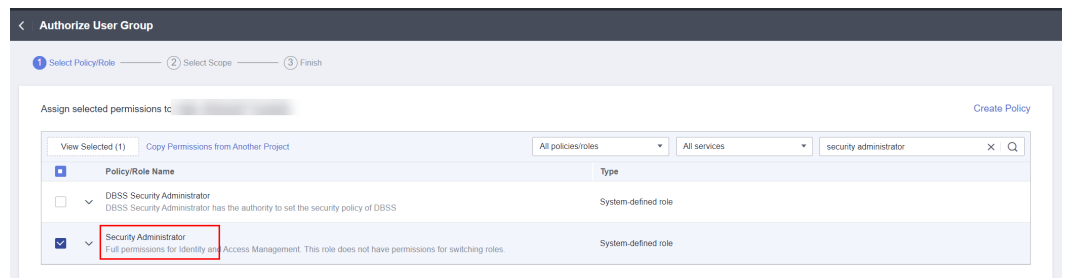 Authorize User Group
1 Select Policy/Role 2 Select Scope 3 Finish
Assign selected permissions to
Create Policy
View Selected (1) Copy Permissions from Another Project All policies/roles All services security administrator
Policy/Role Name Type
DBSS Security Administrator
DBSS Security Administrator has the authority to set the security policy of DBSS
System-defined role
Security Administrator
Full permissions for Identity and Access Management. This role does not have permissions for switching roles.
System-defined role